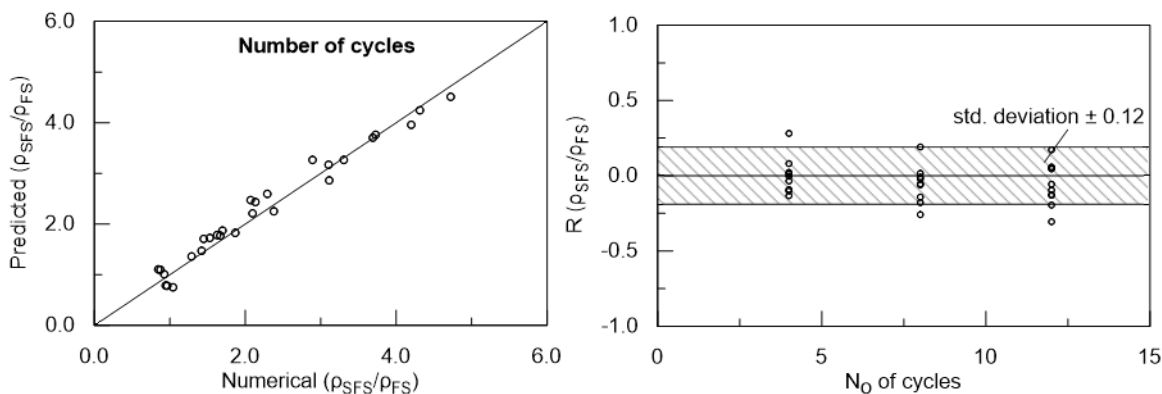 Number of cycles
Predicted (ρSFS/ρFS)
6.0
4.0
2.0
0.0
0.0 2.0 4.0 6.0
Numerical (ρSFS/ρFS)
R (ρSFS/ρFS)
1.0
0.5
0.0
-0.5
-1.0
std. deviation ± 0.12
0 5 10 15
NO of cycles